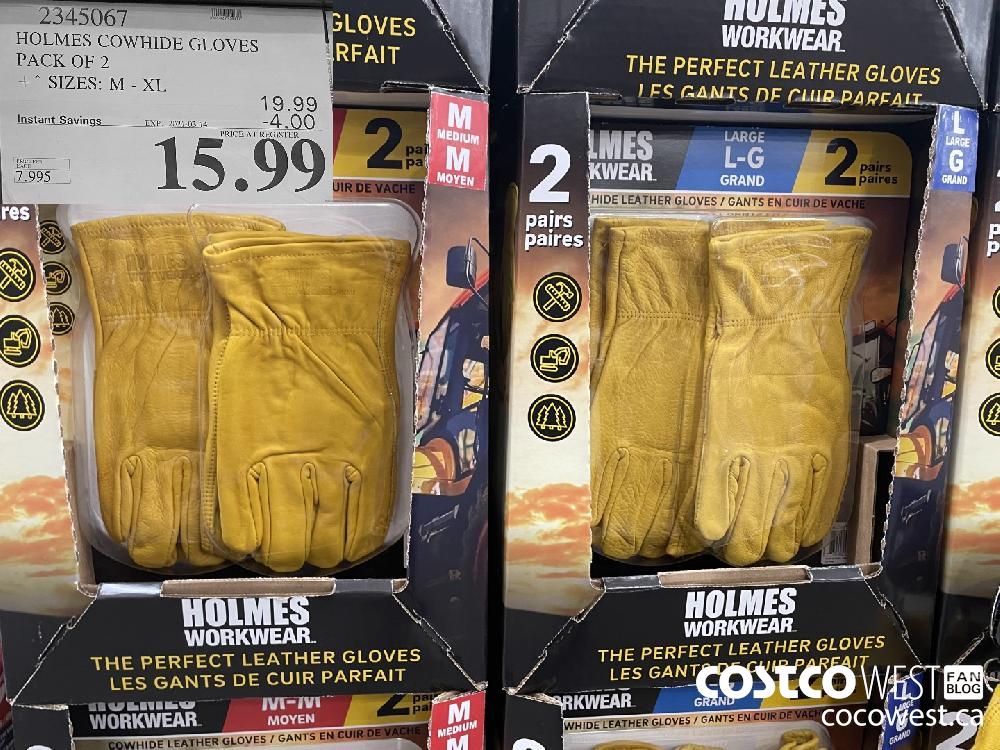 2345067
HOLMES COWHIDE GLOVES
PACK OF 2
SIZES: M - XL
19.99
Instant Savings
-4.00
PRICE AT REGISTER
15.99
7.995
GLOVES
RFAIT
2
M
MEDIUM
M
MOYEN
UIR DE VACHE
res
HOLMES
WORKWEAR
THE PERFECT LEATHER GLOVES
LES GANTS DE CUIR PARFAIT
HOLMES
WORKWEAR
M-M
MOYEN
2
COWHIDE LEATHER GLOVES / GANTS EN CUIR DE VACHE
M
MEDIUM
M
HOLMES
WORKWEAR
THE PERFECT LEATHER GLOVES
LES GANTS DE CUIR PARFAIT
2
pairs
paires
LMES
KWEAR
LARGE
L-G
GRAND
2 pairs
paires
HIDE LEATHER GLOVES / GANTS EN CUIR DE VACHE
L
LARGE
G
GRAND
HOLMES
WORKWEAR
THE PERFECT LEATHER GLOVES
LES GANTS DE CUIR PARFAIT
RKWEAR
GRAND
WHIDE LEATHER GLOVES / GANTS EN CUIR DE VACHE
LARGE
G
GRAND
COSTCO WEST FAN BLOG
cocowest.ca